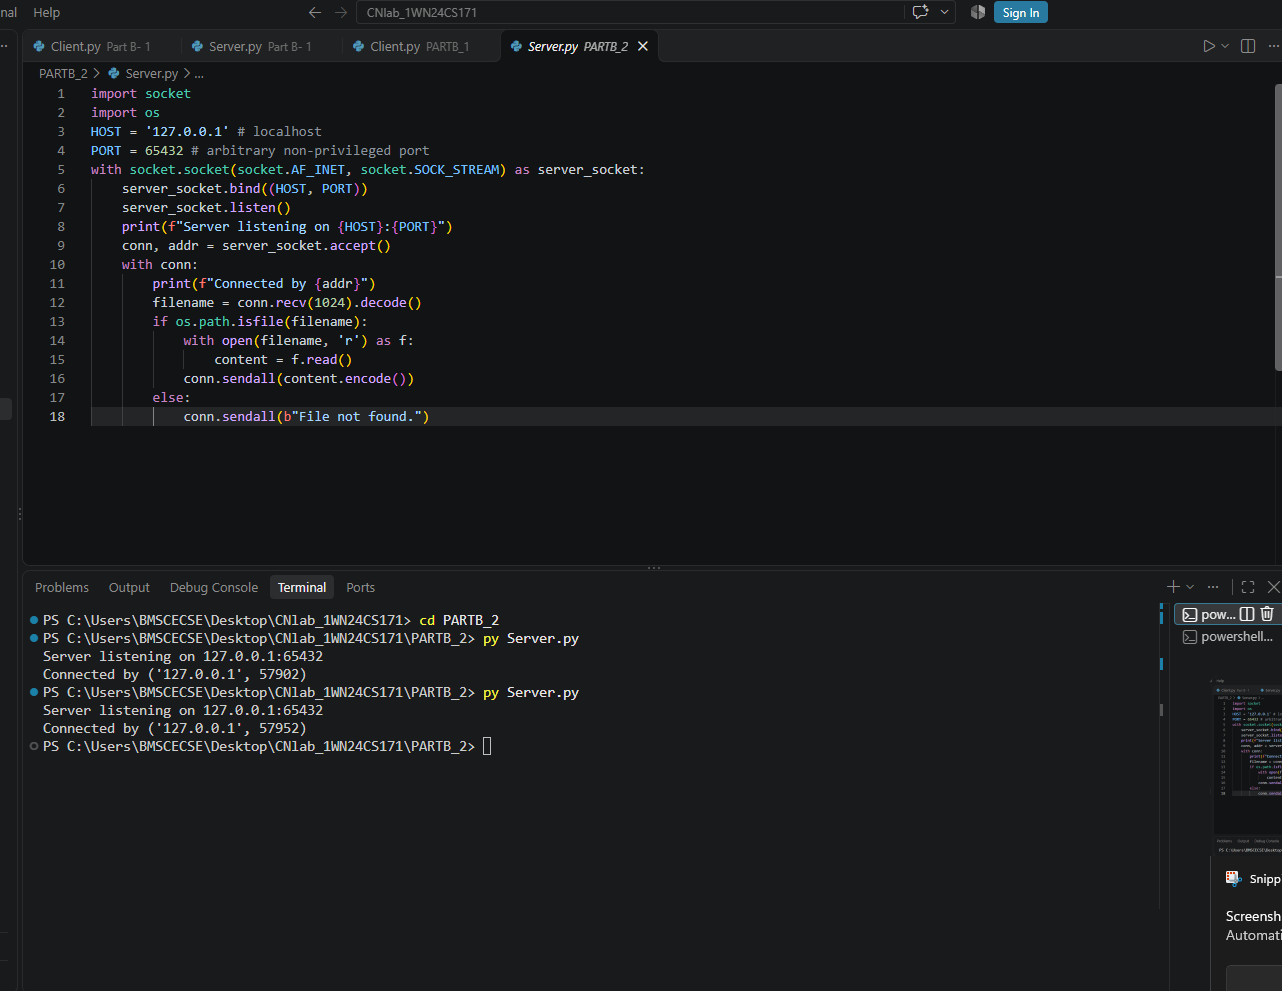 nal Help CNlab_1WN24CS171 Sign In
Client.py Part B- 1 Server.py Part B- 1 Client.py PARTB_1 Server.py PARTB_2
PARTB_2 > Server.py > ...
1 import socket
2 import os
3 HOST = '127.0.0.1' # localhost
4 PORT = 65432 # arbitrary non-privileged port
5 with socket.socket(socket.AF_INET, socket.SOCK_STREAM) as server_socket:
6 server_socket.bind((HOST, PORT))
7 server_socket.listen()
8 print(f"Server listening on {HOST}:{PORT}")
9 conn, addr = server_socket.accept()
10 with conn:
11 print(f"Connected by {addr}")
12 filename = conn.recv(1024).decode()
13 if os.path.isfile(filename):
14 with open(filename, 'r') as f:
15 content = f.read()
16 conn.sendall(content.encode())
17 else:
18 conn.sendall(b"File not found.")
Problems Output Debug Console Terminal Ports
PS C:\Users\BMSCECSE\Desktop\CNlab_1WN24CS171> cd PARTB_2
PS C:\Users\BMSCECSE\Desktop\CNlab_1WN24CS171\PARTB_2> py Server.py
Server listening on 127.0.0.1:65432
Connected by ('127.0.0.1', 57902)
PS C:\Users\BMSCECSE\Desktop\CNlab_1WN24CS171\PARTB_2> py Server.py
Server listening on 127.0.0.1:65432
Connected by ('127.0.0.1', 57952)
PS C:\Users\BMSCECSE\Desktop\CNlab_1WN24CS171\PARTB_2>
pow...
powershell...
Snipp
Screensh
Automati